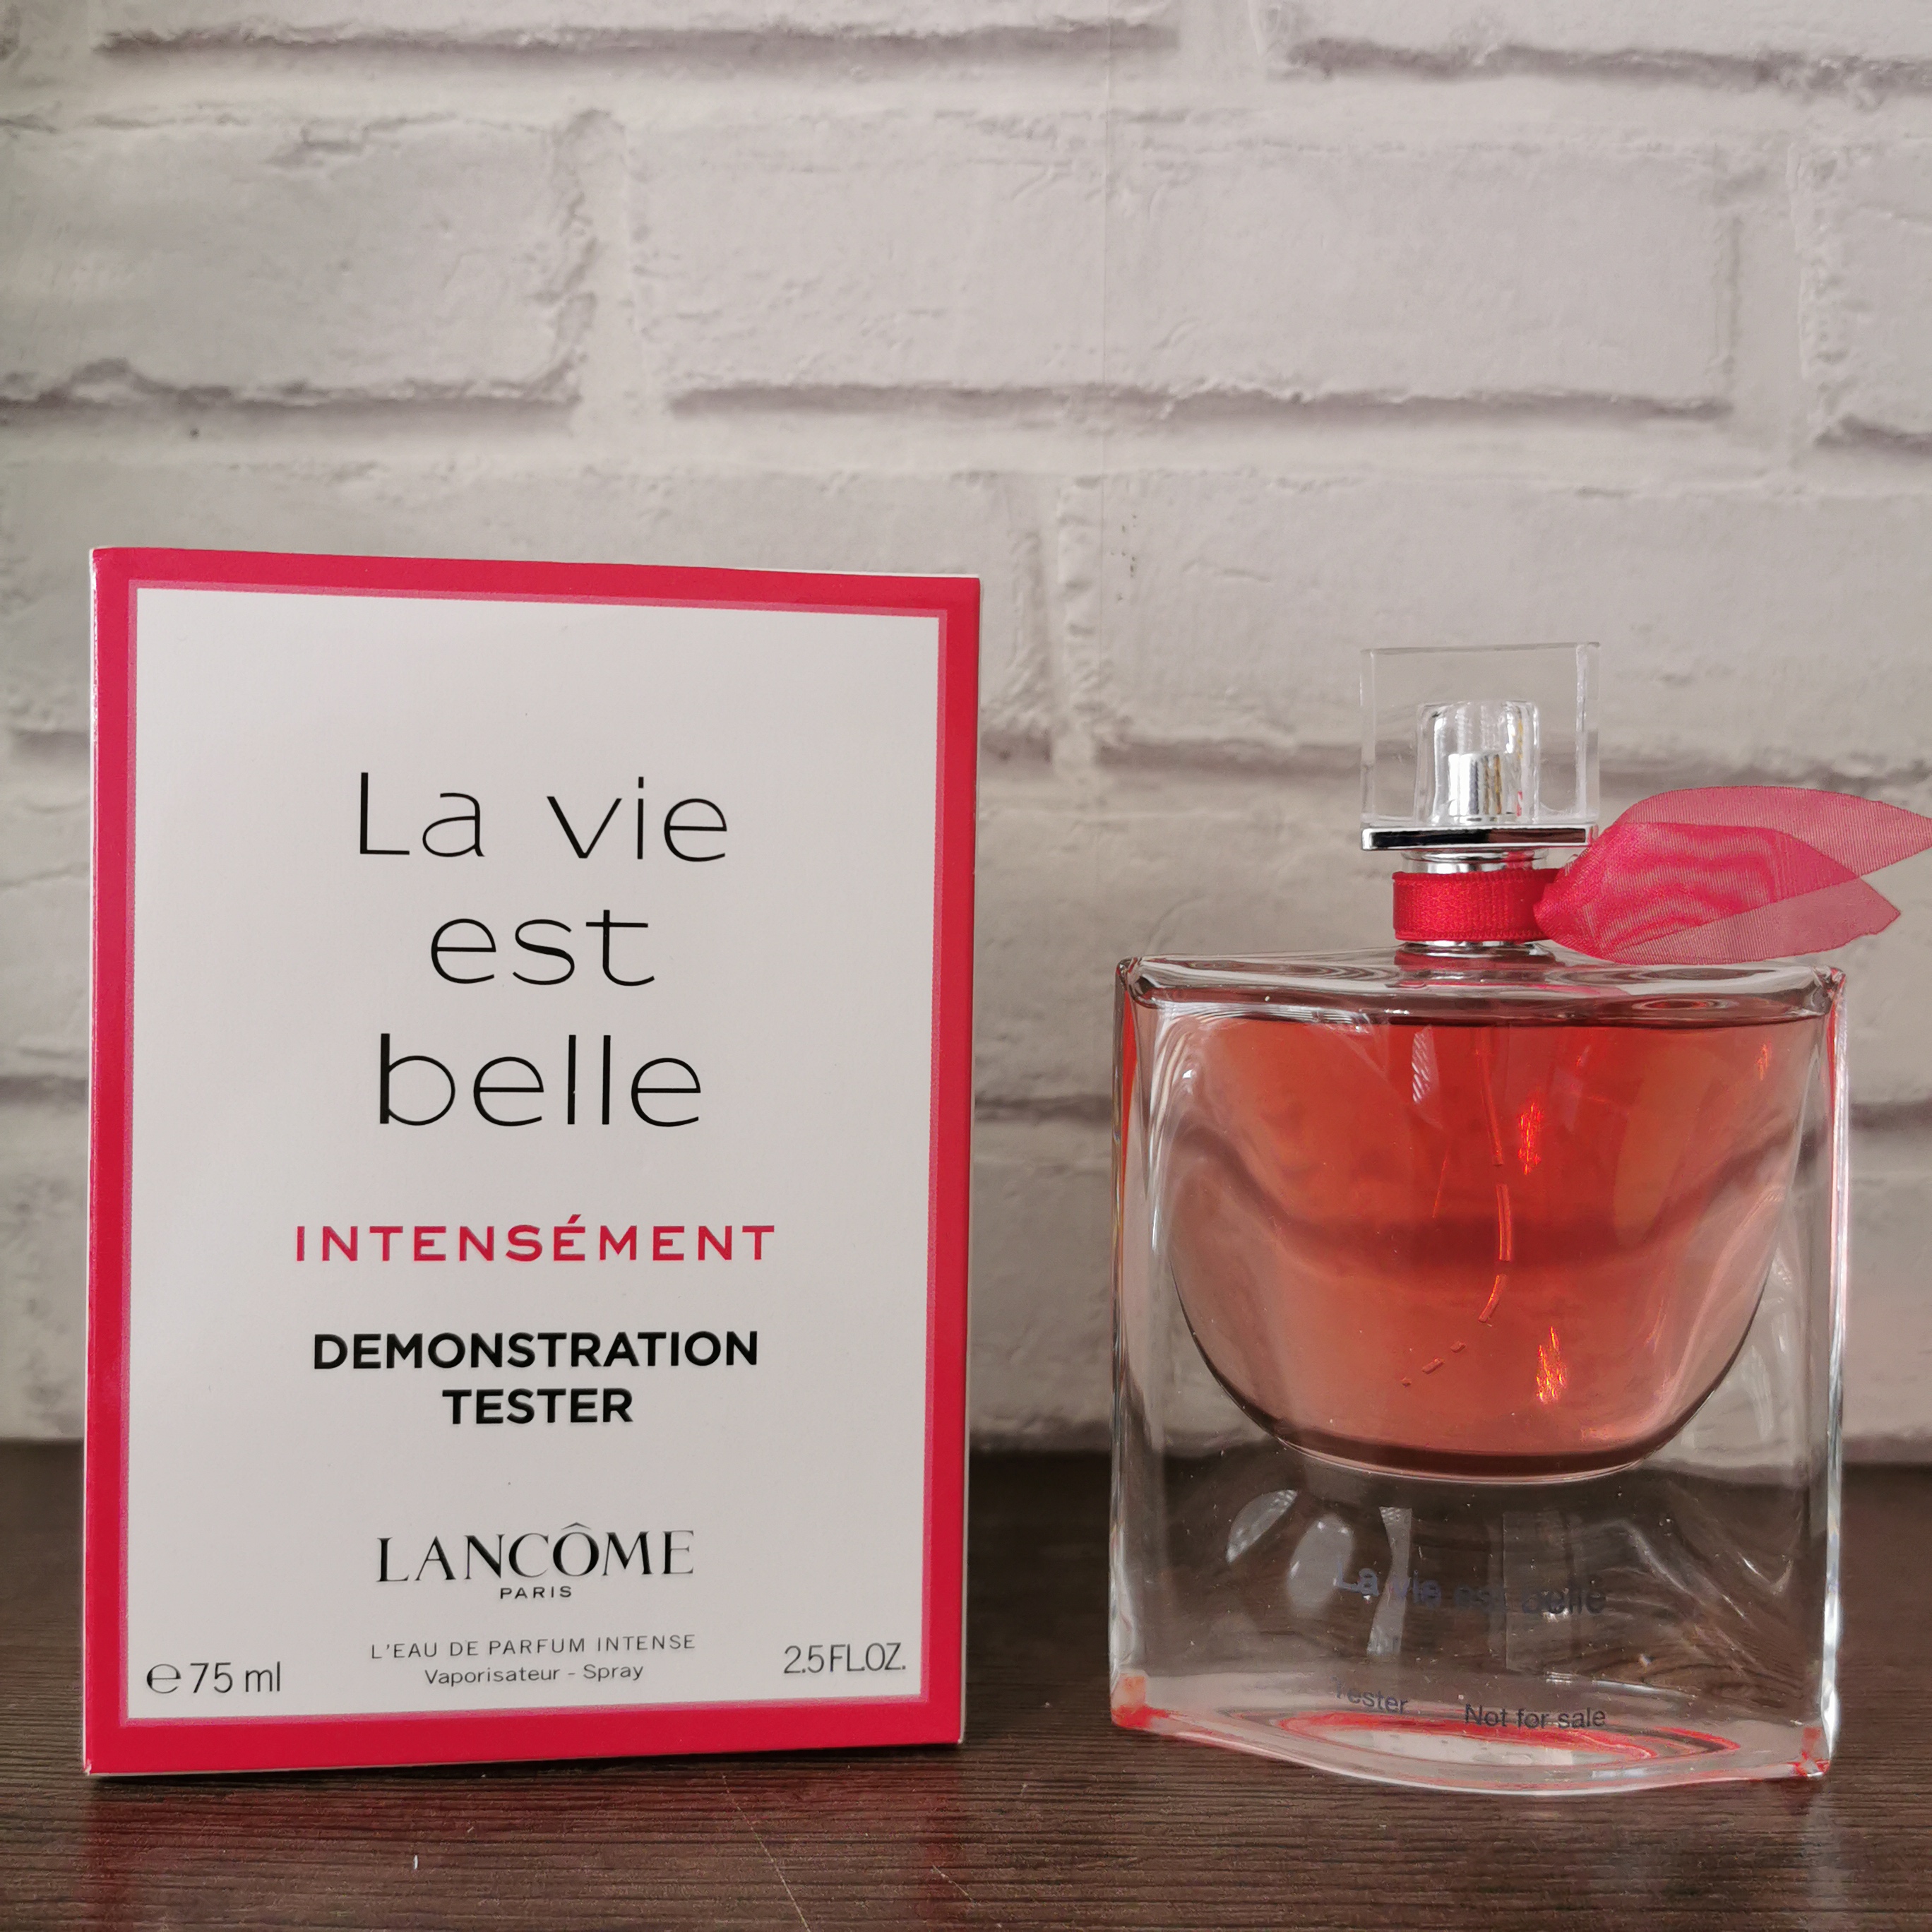 La vie
est
belle
INTENSÉMENT
DEMONSTRATION
TESTER
LANCÔME
PARIS
L'EAU DE PARFUM INTENSE
Vaporisateur - Spray
℮ 75 ml
2.5 FL.OZ.
La vie est belle
Tester Not for sale